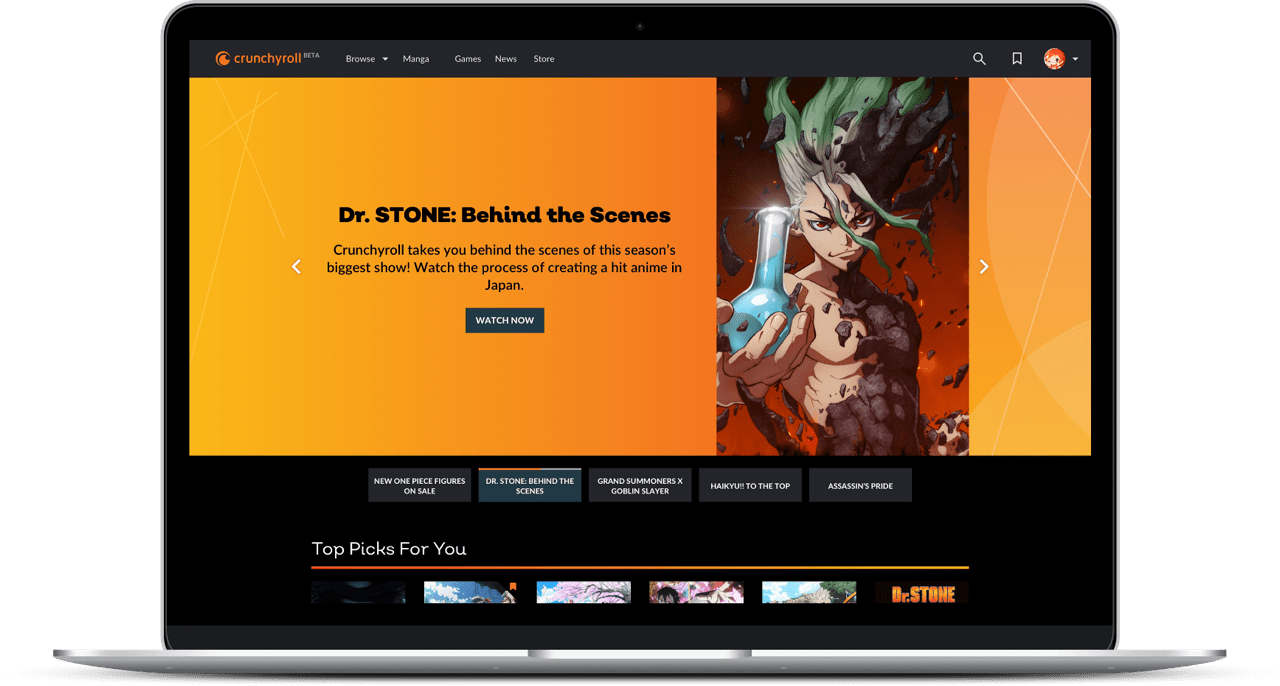 crunchyroll BETA
Browse
Manga
Games
News
Store
Dr. STONE: Behind the Scenes
Crunchyroll takes you behind the scenes of this season’s
biggest show! Watch the process of creating a hit anime in
Japan.
WATCH NOW
NEW ONE PIECE FIGURES
ON SALE
DR. STONE: BEHIND THE
SCENES
GRAND SUMMONERS X
GOBLIN SLAYER
HAIKYU!! TO THE TOP
ASSASSIN’S PRIDE
Top Picks For You
Dr.STONE